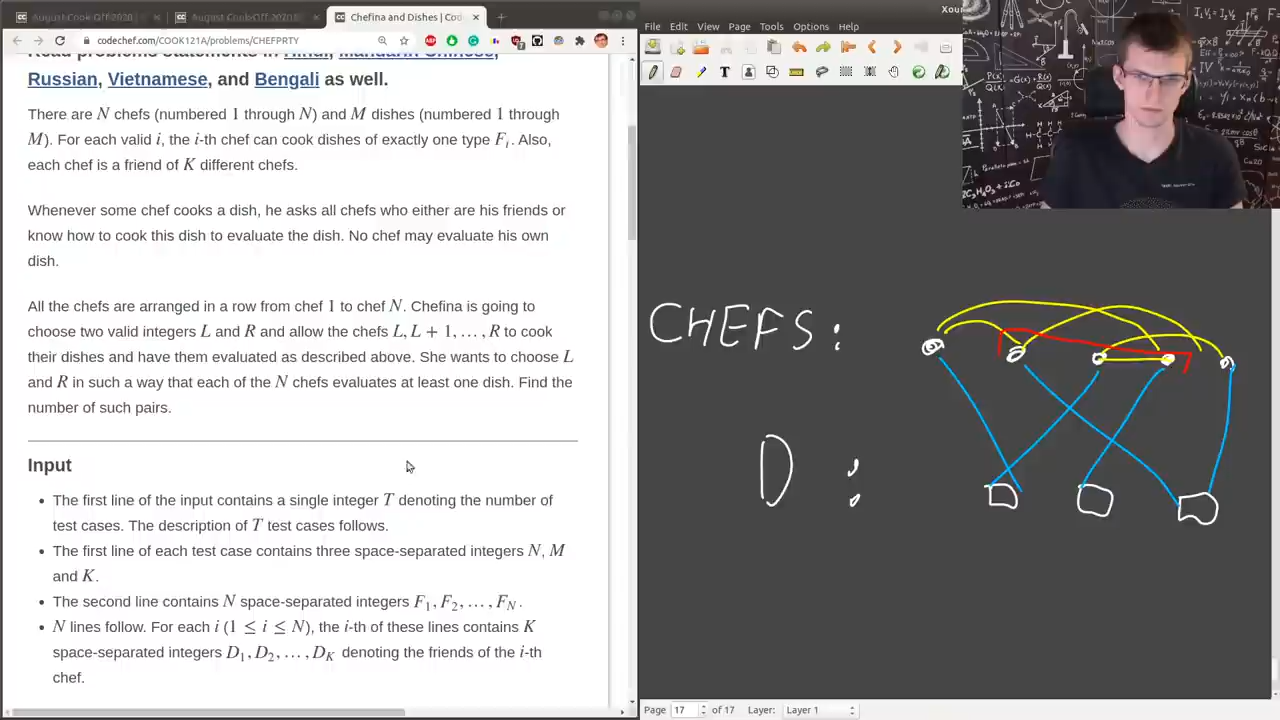 August Cook-Off 2020
August Cook-Off 2020
Chefina and Dishes | Cod
codechef.com/COOK121A/problems/CHEFPRTY
Russian, Vietnamese, and Bengali as well.
There are N chefs (numbered 1 through N) and M dishes (numbered 1 through
M). For each valid i, the i-th chef can cook dishes of exactly one type F_i. Also,
each chef is a friend of K different chefs.
Whenever some chef cooks a dish, he asks all chefs who either are his friends or
know how to cook this dish to evaluate the dish. No chef may evaluate his own
dish.
All the chefs are arranged in a row from chef 1 to chef N. Chefina is going to
choose two valid integers L and R and allow the chefs L, L + 1, …, R to cook
their dishes and have them evaluated as described above. She wants to choose L
and R in such a way that each of the N chefs evaluates at least one dish. Find the
number of such pairs.
Input
• The first line of the input contains a single integer T denoting the number of
test cases. The description of T test cases follows.
• The first line of each test case contains three space-separated integers N, M
and K.
• The second line contains N space-separated integers F_1, F_2, …, F_N.
• N lines follow. For each i (1 ≤ i ≤ N), the i-th of these lines contains K
space-separated integers D_1, D_2, …, D_K denoting the friends of the i-th
chef.
Xour
File Edit View Page Tools Options Help
CHEFS:
D:
Page 17 of 17 Layer: Layer 1